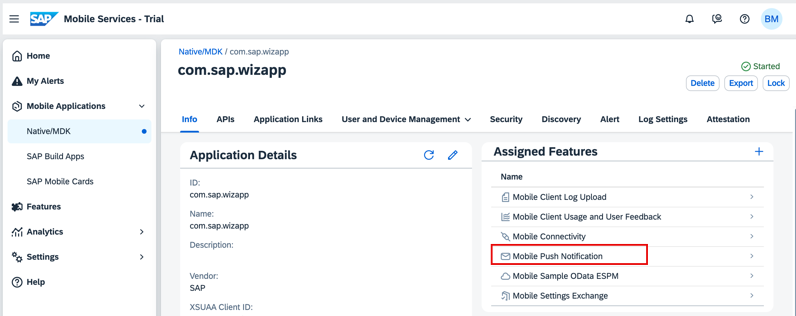 SAP Mobile Services - Trial
BM
Home
My Alerts
Mobile Applications
Native/MDK
SAP Build Apps
SAP Mobile Cards
Features
Analytics
Settings
Help
Native/MDK / com.sap.wizapp
com.sap.wizapp
Started
Delete Export Lock
Info APIs Application Links User and Device Management Security Discovery Alert Log Settings Attestation
Application Details
ID:
com.sap.wizapp
Name:
com.sap.wizapp
Description:
Vendor:
SAP
XSUAA Client ID:
Assigned Features
Name
Mobile Client Log Upload
Mobile Client Usage and User Feedback
Mobile Connectivity
Mobile Push Notification
Mobile Sample OData ESPM
Mobile Settings Exchange